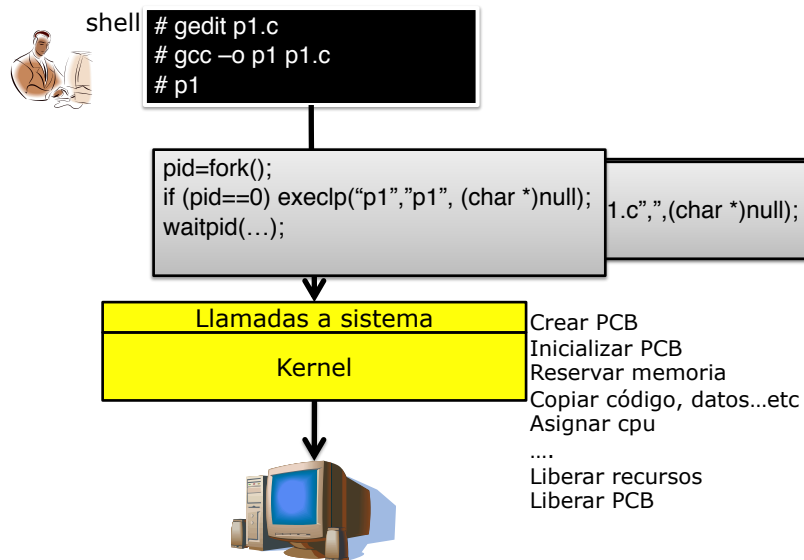 shell
# gedit p1.c
# gcc –o p1 p1.c
# p1
pid=fork();
if (pid==0) execlp(“p1”,”p1”, (char *)null);
waitpid(…);
1.c”,”,(char *)null);
Llamadas a sistema
Kernel
Crear PCB
Inicializar PCB
Reservar memoria
Copiar código, datos…etc
Asignar cpu
….
Liberar recursos
Liberar PCB